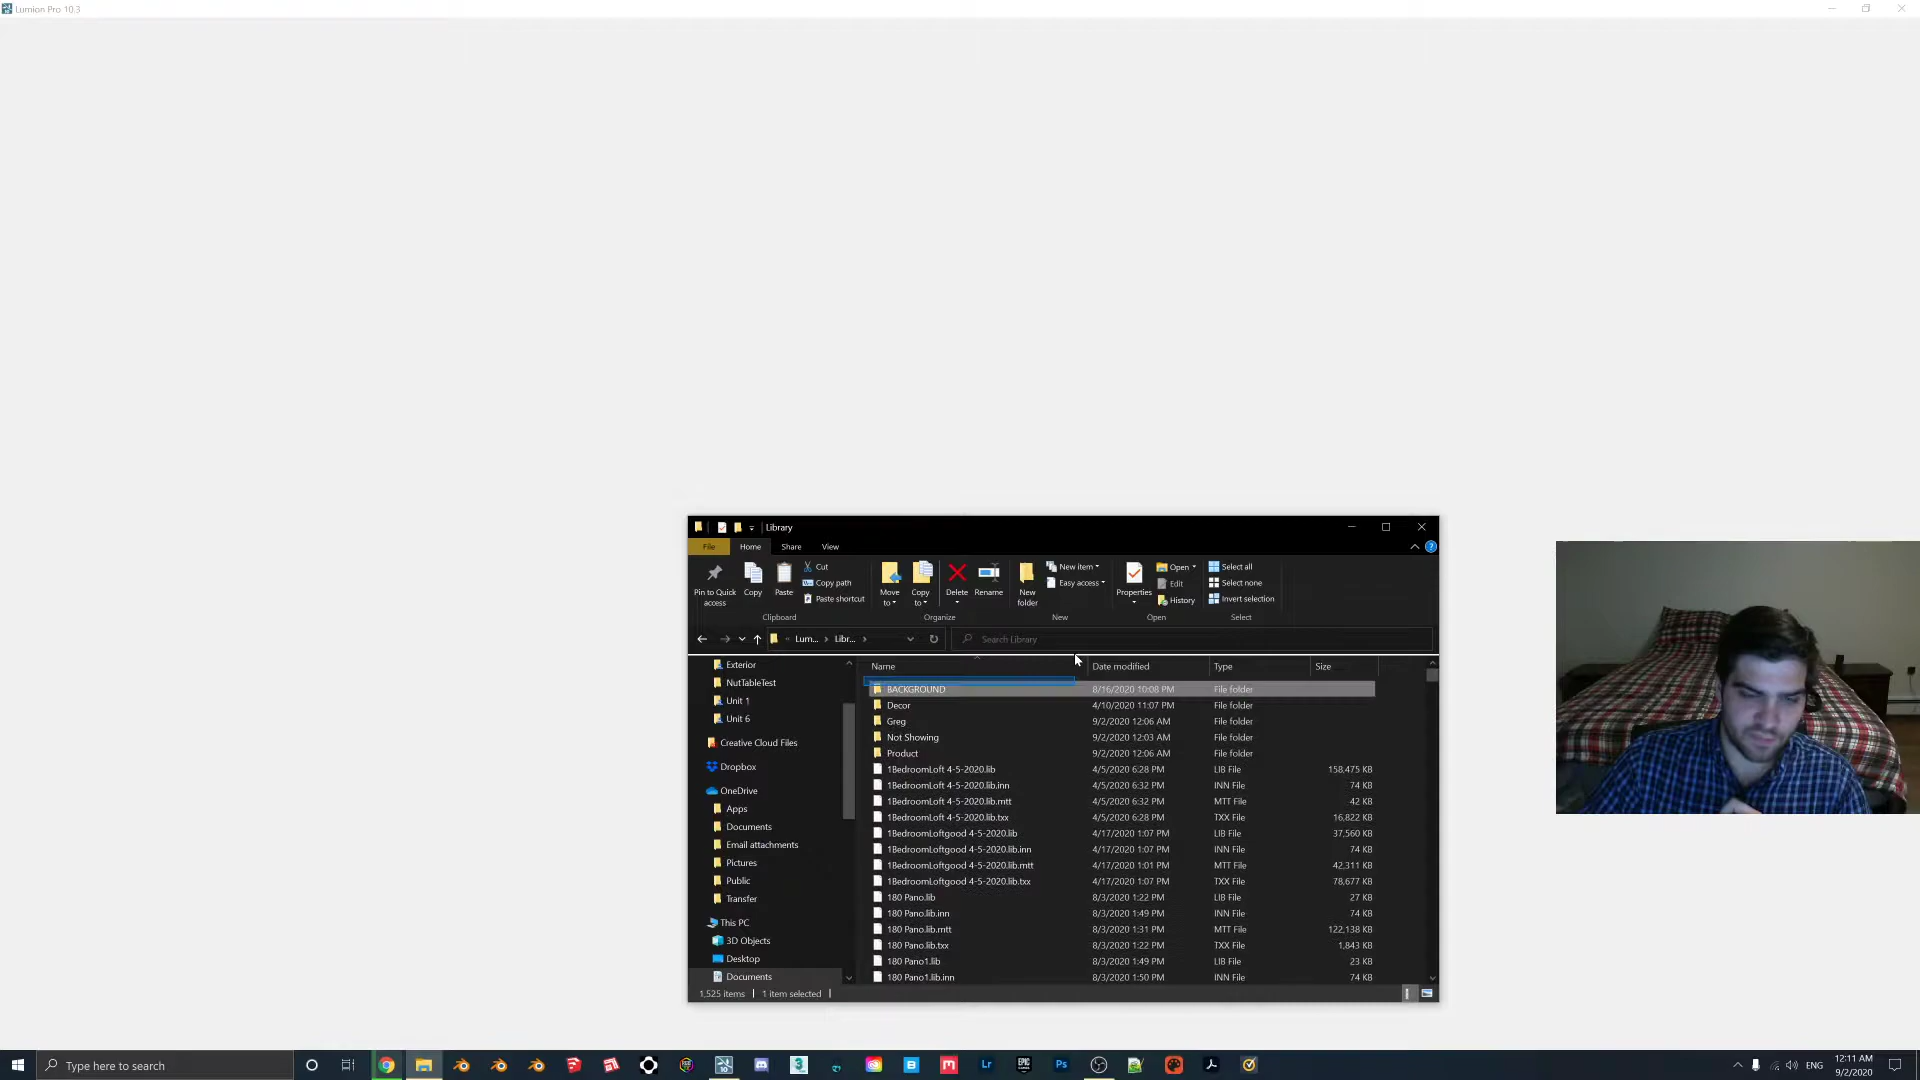 Lumion Pro 10.3
Library
File Home Share View
Pin to Quick access
Copy
Paste
Cut
Copy path
Paste shortcut
Move to
Copy to
Delete
Rename
New folder
New item
Easy access
Properties
Open
Edit
History
Select all
Select none
Invert selection
Clipboard Organize New Open Select
« Lum... › Libr... › Search Library
Name Date modified Type Size
Exterior
NutTableTest
Unit 1
Unit 6
Creative Cloud Files
Dropbox
OneDrive
Apps
Documents
Email attachments
Pictures
Public
Transfer
This PC
3D Objects
Desktop
Documents
BACKGROUND 8/16/2020 10:08 PM File folder
Decor 4/10/2020 11:07 PM File folder
Greg 9/2/2020 12:06 AM File folder
Not Showing 9/2/2020 12:03 AM File folder
Product 9/2/2020 12:06 AM File folder
1BedroomLoft 4-5-2020.lib 4/5/2020 6:28 PM LIB File 158,475 KB
1BedroomLoft 4-5-2020.lib.inn 4/5/2020 6:32 PM INN File 74 KB
1BedroomLoft 4-5-2020.lib.mtt 4/5/2020 6:32 PM MTT File 42 KB
1BedroomLoft 4-5-2020.lib.txx 4/5/2020 6:28 PM TXX File 16,822 KB
1BedroomLoftgood 4-5-2020.lib 4/17/2020 1:07 PM LIB File 37,560 KB
1BedroomLoftgood 4-5-2020.lib.inn 4/17/2020 1:07 PM INN File 74 KB
1BedroomLoftgood 4-5-2020.lib.mtt 4/17/2020 1:01 PM MTT File 42,311 KB
1BedroomLoftgood 4-5-2020.lib.txx 4/17/2020 1:07 PM TXX File 78,677 KB
180 Pano.lib 8/3/2020 1:22 PM LIB File 27 KB
180 Pano.lib.inn 8/3/2020 1:49 PM INN File 74 KB
180 Pano.lib.mtt 8/3/2020 1:31 PM MTT File 122,138 KB
180 Pano.lib.txx 8/3/2020 1:22 PM TXX File 1,843 KB
180 Pano1.lib 8/3/2020 1:49 PM LIB File 23 KB
180 Pano1.lib.inn 8/3/2020 1:50 PM INN File 74 KB
1,525 items 1 item selected
Type here to search
Lr
EPIC GAMES
Ps
ENG
12:11 AM
9/2/2020